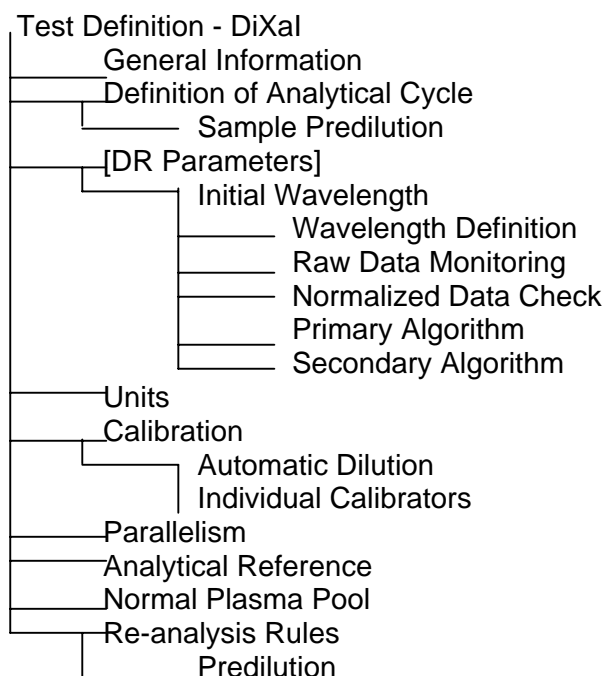 Test Definition - DiXaI
General Information
Definition of Analytical Cycle
Sample Predilution
[DR Parameters]
Initial Wavelength
Wavelength Definition
Raw Data Monitoring
Normalized Data Check
Primary Algorithm
Secondary Algorithm
Units
Calibration
Automatic Dilution
Individual Calibrators
Parallelism
Analytical Reference
Normal Plasma Pool
Re-analysis Rules
Predilution